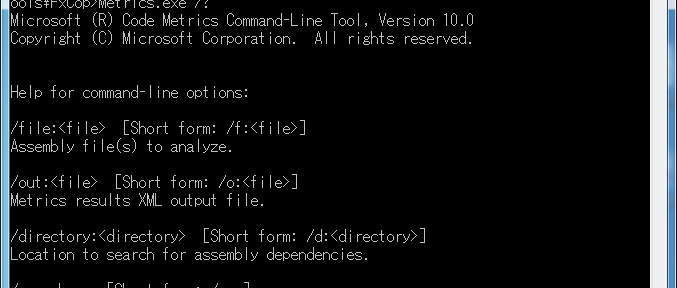 ools¥FxCop>Metrics.exe /?
Microsoft (R) Code Metrics Command-Line Tool, Version 10.0
Copyright (C) Microsoft Corporation.  All rights reserved.
Help for command-line options:
/file:<file>  [Short form: /f:<file>]
Assembly file(s) to analyze.
/out:<file>  [Short form: /o:<file>]
Metrics results XML output file.
/directory:<directory>  [Short form: /d:<directory>]
Location to search for assembly dependencies.
[Short form: